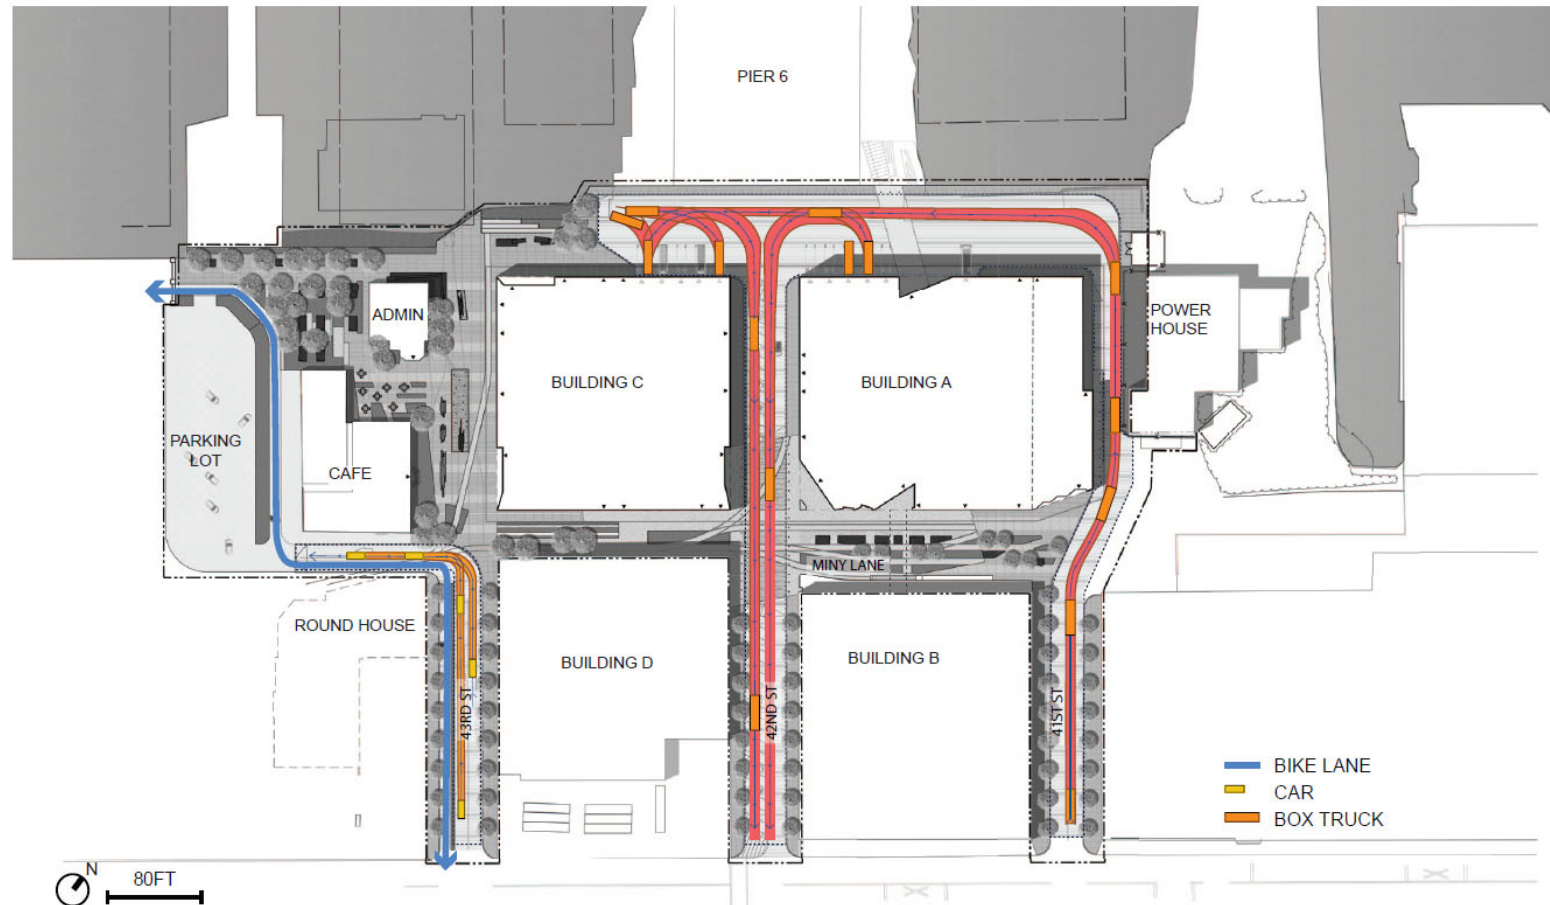 PIER 6
ADMIN
POWER
HOUSE
BUILDING C
BUILDING A
PARKING
LOT
CAFE
MINY LANE
ROUND HOUSE
BUILDING D
BUILDING B
43RD ST
42ND ST
41ST ST
BIKE LANE
CAR
BOX TRUCK
N
80FT